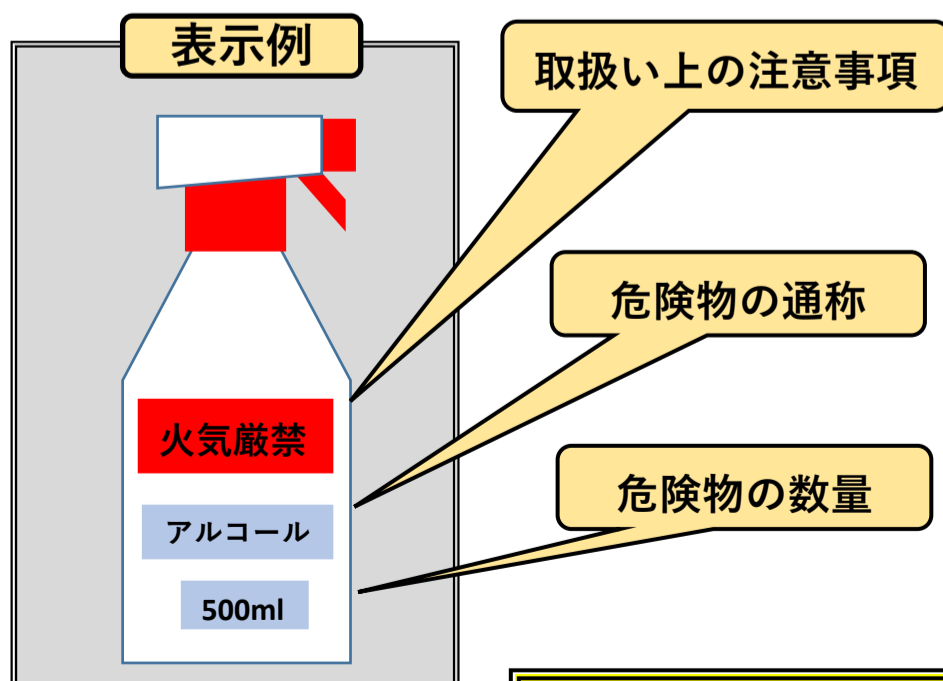 表示例
取扱い上の注意事項
危険物の通称
火気厳禁
危険物の数量
アルコール
500ml